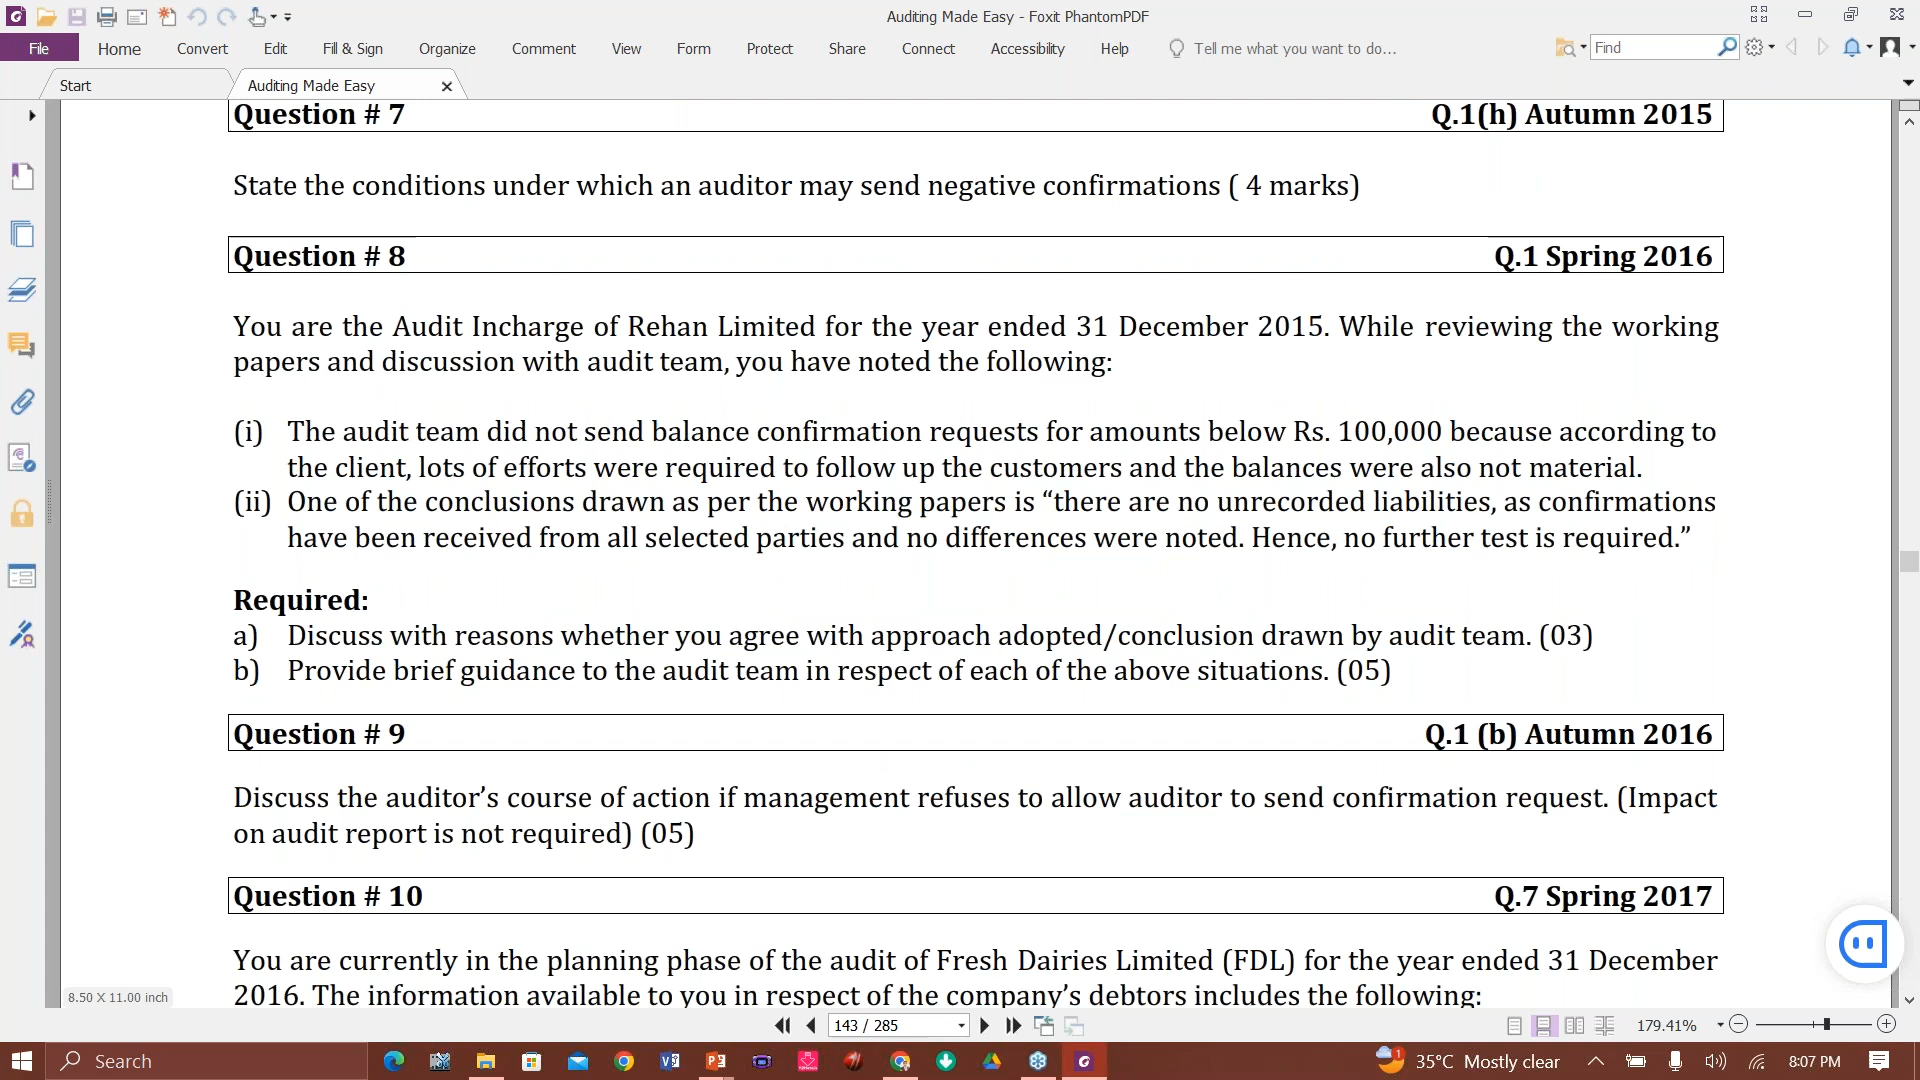 Auditing Made Easy - Foxit PhantomPDF
File Home Convert Edit Fill & Sign Organize Comment View Form Protect Share Connect Accessibility Help Tell me what you want to do... Find
Start Auditing Made Easy
Question # 7 Q.1(h) Autumn 2015
State the conditions under which an auditor may send negative confirmations ( 4 marks)
Question # 8 Q.1 Spring 2016
You are the Audit Incharge of Rehan Limited for the year ended 31 December 2015. While reviewing the working
papers and discussion with audit team, you have noted the following:
(i) The audit team did not send balance confirmation requests for amounts below Rs. 100,000 because according to
the client, lots of efforts were required to follow up the customers and the balances were also not material.
(ii) One of the conclusions drawn as per the working papers is “there are no unrecorded liabilities, as confirmations
have been received from all selected parties and no differences were noted. Hence, no further test is required.”
Required:
a) Discuss with reasons whether you agree with approach adopted/conclusion drawn by audit team. (03)
b) Provide brief guidance to the audit team in respect of each of the above situations. (05)
Question # 9 Q.1 (b) Autumn 2016
Discuss the auditor’s course of action if management refuses to allow auditor to send confirmation request. (Impact
on audit report is not required) (05)
Question # 10 Q.7 Spring 2017
You are currently in the planning phase of the audit of Fresh Dairies Limited (FDL) for the year ended 31 December
2016. The information available to you in respect of the company’s debtors includes the following:
8.50 X 11.00 inch
143 / 285 179.41%
Search 35°C Mostly clear 8:07 PM